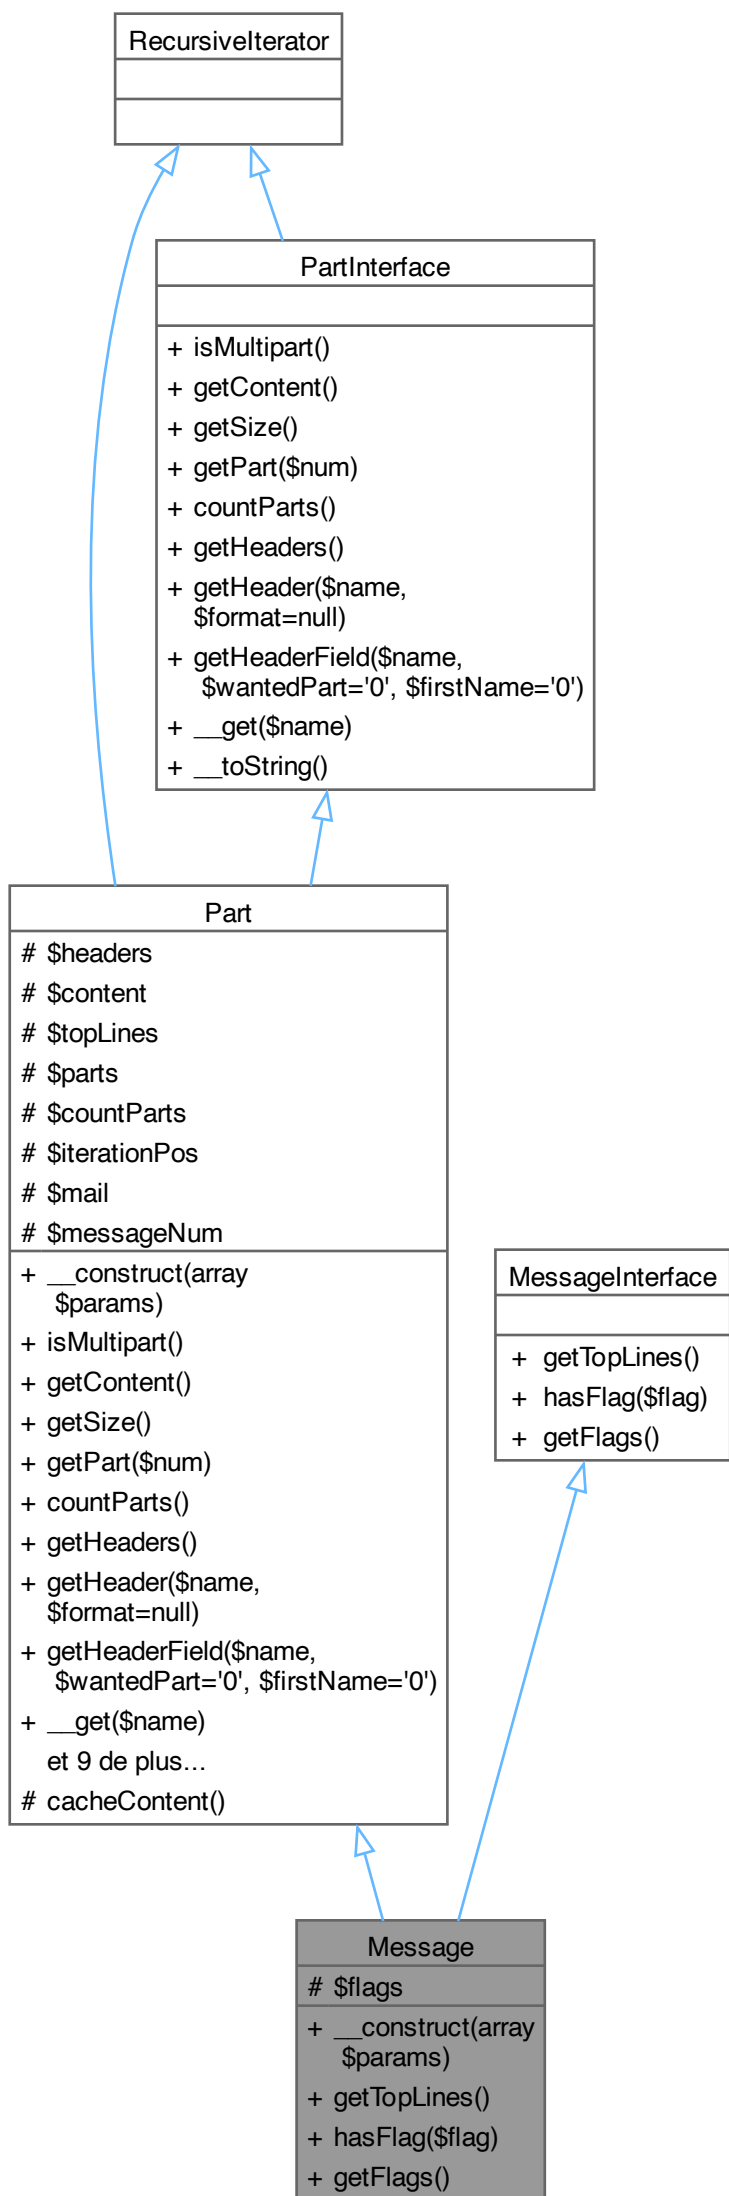 RecursiveIterator
PartInterface
+ isMultipart()
+ getContent()
+ getSize()
+ getPart($num)
+ countParts()
+ getHeaders()
+ getHeader($name,
$format=null)
+ getHeaderField($name,
$wantedPart='0', $firstName='0')
+ __get($name)
+ __toString()
Part
# $headers
# $content
# $topLines
# $parts
# $countParts
# $iterationPos
# $mail
# $messageNum
+ __construct(array
$params)
+ isMultipart()
+ getContent()
+ getSize()
+ getPart($num)
+ countParts()
+ getHeaders()
+ getHeader($name,
$format=null)
+ getHeaderField($name,
$wantedPart='0', $firstName='0')
+ __get($name)
et 9 de plus...
# cacheContent()
MessageInterface
+ getTopLines()
+ hasFlag($flag)
+ getFlags()
Message
# $flags
+ __construct(array
$params)
+ getTopLines()
+ hasFlag($flag)
+ getFlags()